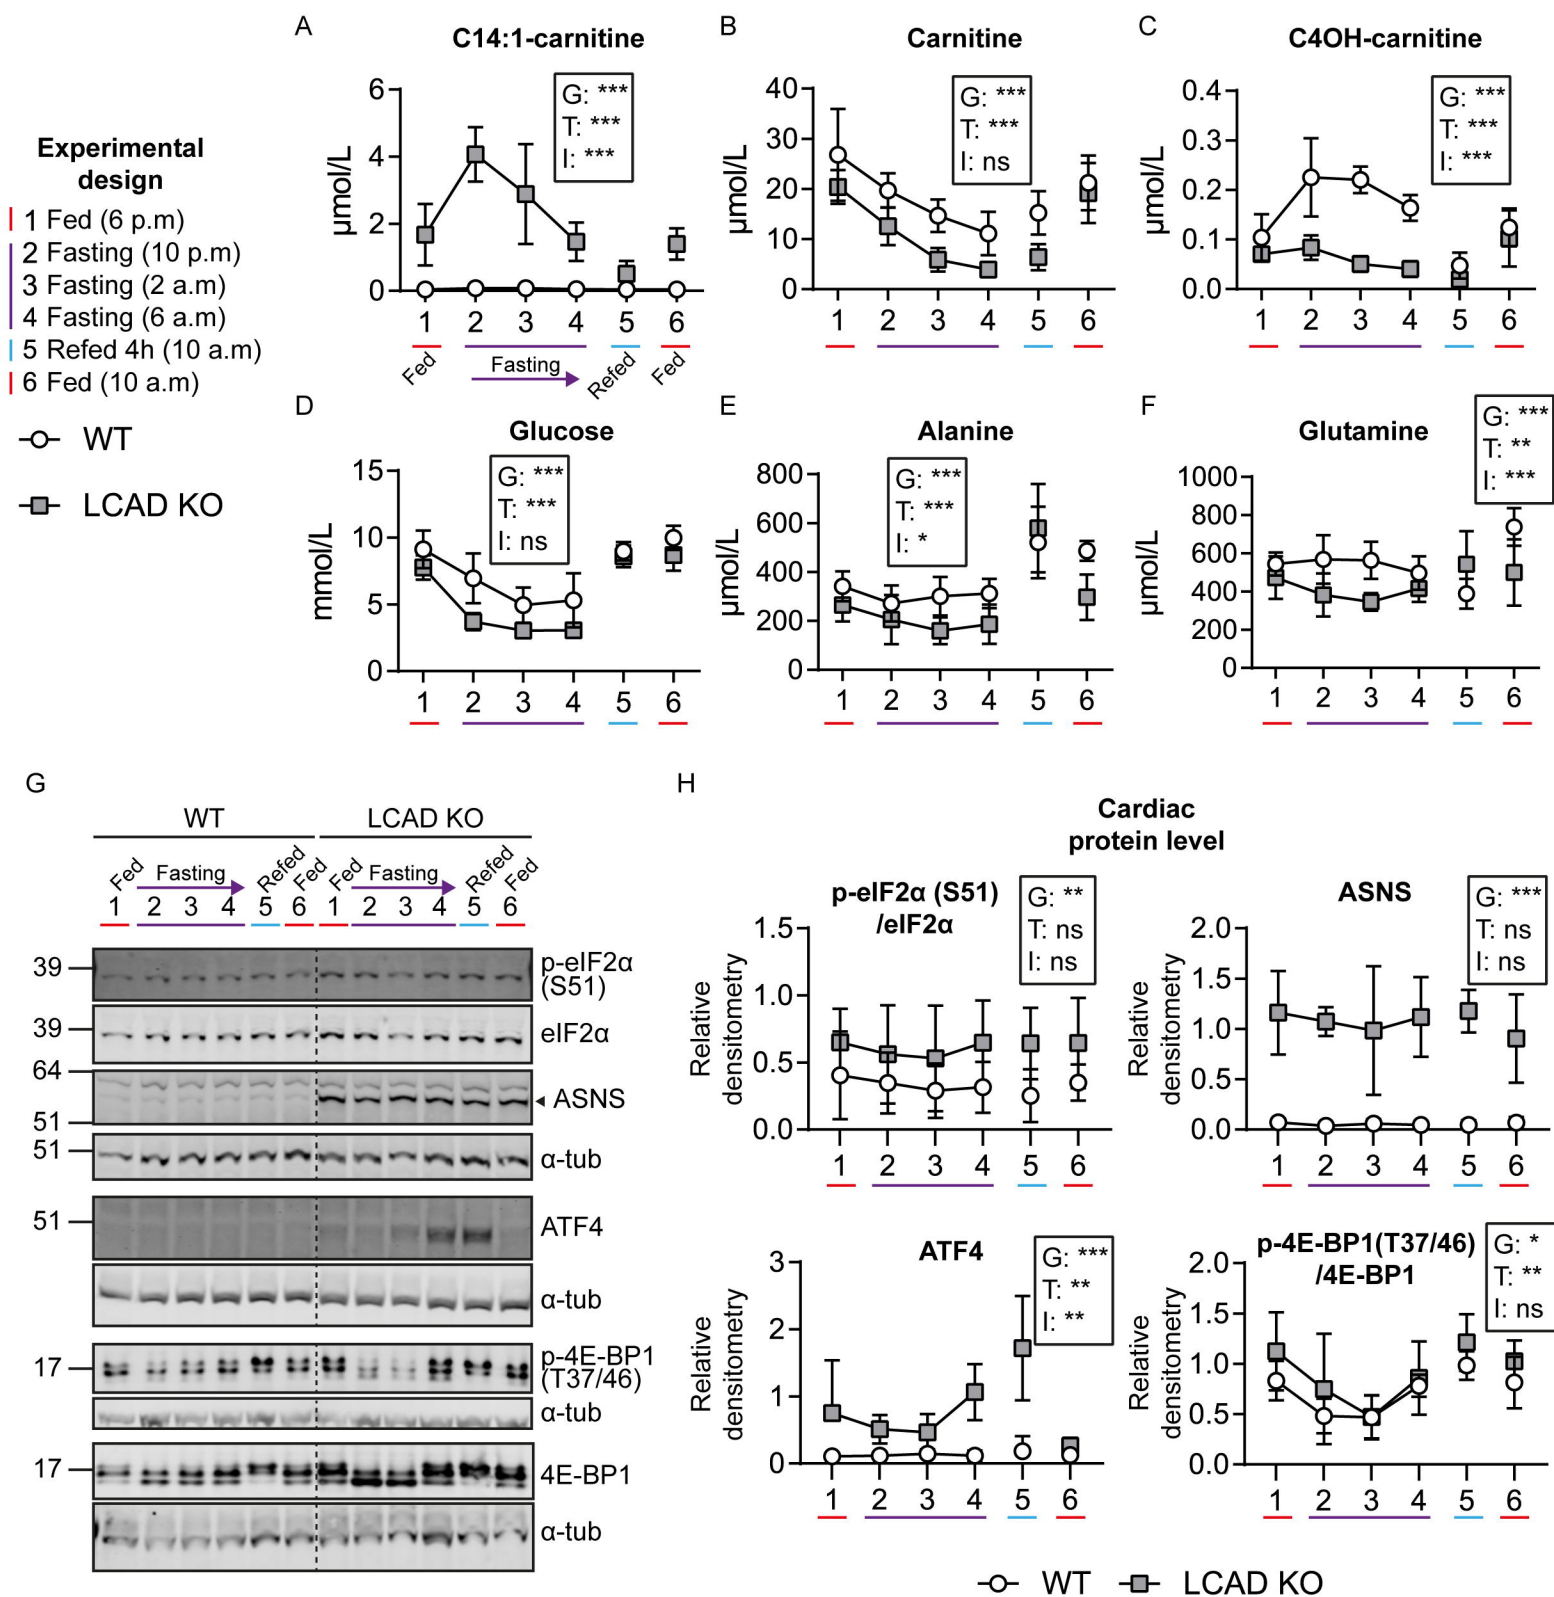 Experimental
design
1 Fed (6 p.m)
2 Fasting (10 p.m)
3 Fasting (2 a.m)
4 Fasting (6 a.m)
5 Refed 4h (10 a.m)
6 Fed (10 a.m)
WT
LCAD KO
A
C14:1-carnitine
G: ***
T: ***
I: ***
µmol/L
6
4
2
0
1 2 3 4 5 6
Fed Fasting Refed Fed
B
Carnitine
G: ***
T: ***
I: ns
µmol/L
40
30
20
10
0
1 2 3 4 5 6
C
C4OH-carnitine
G: ***
T: ***
I: ***
µmol/L
0.4
0.3
0.2
0.1
0.0
1 2 3 4 5 6
D
Glucose
G: ***
T: ***
I: ns
mmol/L
15
10
5
0
1 2 3 4 5 6
E
Alanine
G: ***
T: ***
I: *
µmol/L
800
600
400
200
0
1 2 3 4 5 6
F
Glutamine
G: ***
T: **
I: ***
µmol/L
1000
800
600
400
200
0
1 2 3 4 5 6
G
WT LCAD KO
Fed Fasting Refed Fed Fed Fasting Refed Fed
1 2 3 4 5 6 1 2 3 4 5 6
39 p-eIF2α
(S51)
39 eIF2α
64
ASNS
51
51 α-tub
51 ATF4
α-tub
17 p-4E-BP1
(T37/46)
α-tub
17 4E-BP1
α-tub
H
Cardiac
protein level
p-eIF2α (S51)
/eIF2α
G: **
T: ns
I: ns
Relative
densitometry
1.5
1.0
0.5
0.0
1 2 3 4 5 6
ASNS
G: ***
T: ns
I: ns
Relative
densitometry
2.0
1.5
1.0
0.5
0.0
1 2 3 4 5 6
ATF4
G: ***
T: **
I: **
Relative
densitometry
3
2
1
0
1 2 3 4 5 6
p-4E-BP1(T37/46)
/4E-BP1
G: *
T: **
I: ns
Relative
densitometry
2.0
1.5
1.0
0.5
0.0
1 2 3 4 5 6
WT LCAD KO